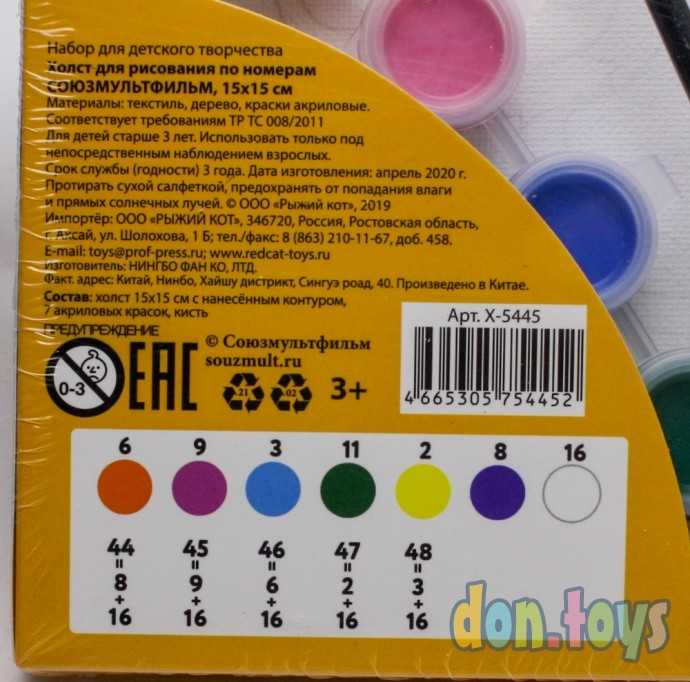 Набор для детского творчества
Холст для рисования по номерам
СОЮЗМУЛЬТФИЛЬМ, 15х15 см
Материалы: текстиль, дерево, краски акриловые.
Соответствует требованиям ТР ТС 008/2011
Для детей старше 3 лет. Использовать только под
непосредственным наблюдением взрослых.
Срок службы (годности) 3 года. Дата изготовления: апрель 2020 г.
Протирать сухой салфеткой, предохранять от попадания влаги
и прямых солнечных лучей. © ООО «Рыжий кот», 2019
Импортёр: ООО «РЫЖИЙ КОТ», 346720, Россия, Ростовская область,
г. Аксай, ул. Шолохова, 1 Б; тел./факс: 8 (863) 210-11-67, доб. 458.
E-mail: toys@prof-press.ru; www.redcat-toys.ru
Изготовитель: НИНГБО ФАН КО, ЛТД.
Факт. адрес: Китай, Нинбо, Хайшу дистрикт, Сингуэ роад, 40. Произведено в Китае.
Состав: холст 15х15 см с нанесённым контуром,
7 акриловых красок, кисть
ПРЕДУПРЕЖДЕНИЕ
0-3
ЕАС
© Союзмультфильм
souzmult.ru
21
02
3+
Арт. X-5445
4 665305 754452
6 9 3 11 2 8 16
44 45 46 47 48
= = = = =
8 9 6 2 3
+ + + + +
16 16 16 16 16
don.toys